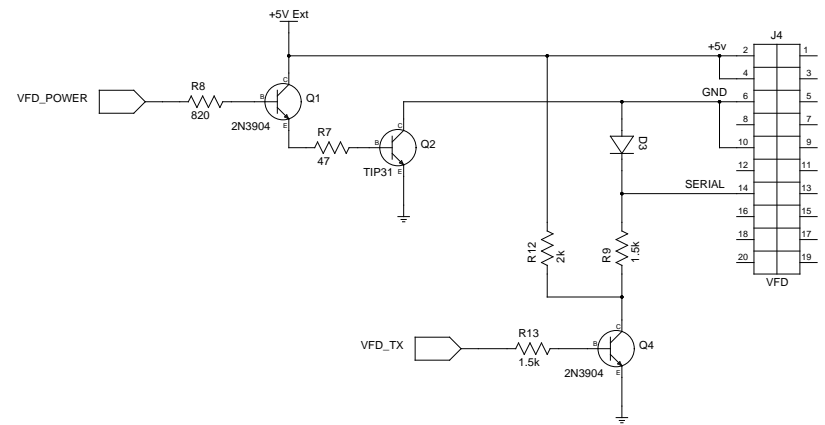 +5V Ext
J4
+5v
2
1
4
3
VFD_POWER
R8
820
B
C
E
Q1
2N3904
GND
6
5
8
7
R7
47
B
C
E
Q2
TIP31
D3
10
9
12
11
SERIAL
14
13
16
15
R12
2k
R9
1.5k
18
17
20
19
VFD
VFD_TX
R13
1.5k
B
C
E
Q4
2N3904